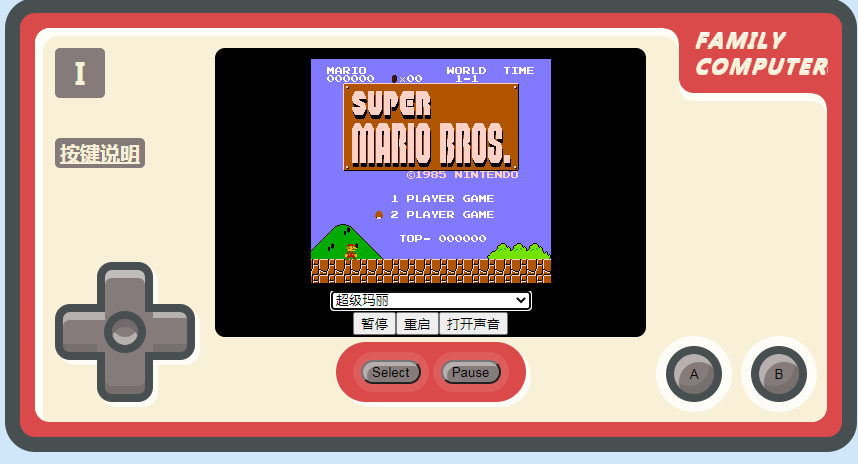 FAMILY
COMPUTER
I
按键说明
MARIO WORLD TIME
000000 ×00 1-1
SUPER
MARIO BROS.
©1985 NINTENDO
1 PLAYER GAME
2 PLAYER GAME
TOP- 000000
超级玛丽
暂停 重启 打开声音
Select Pause
A B